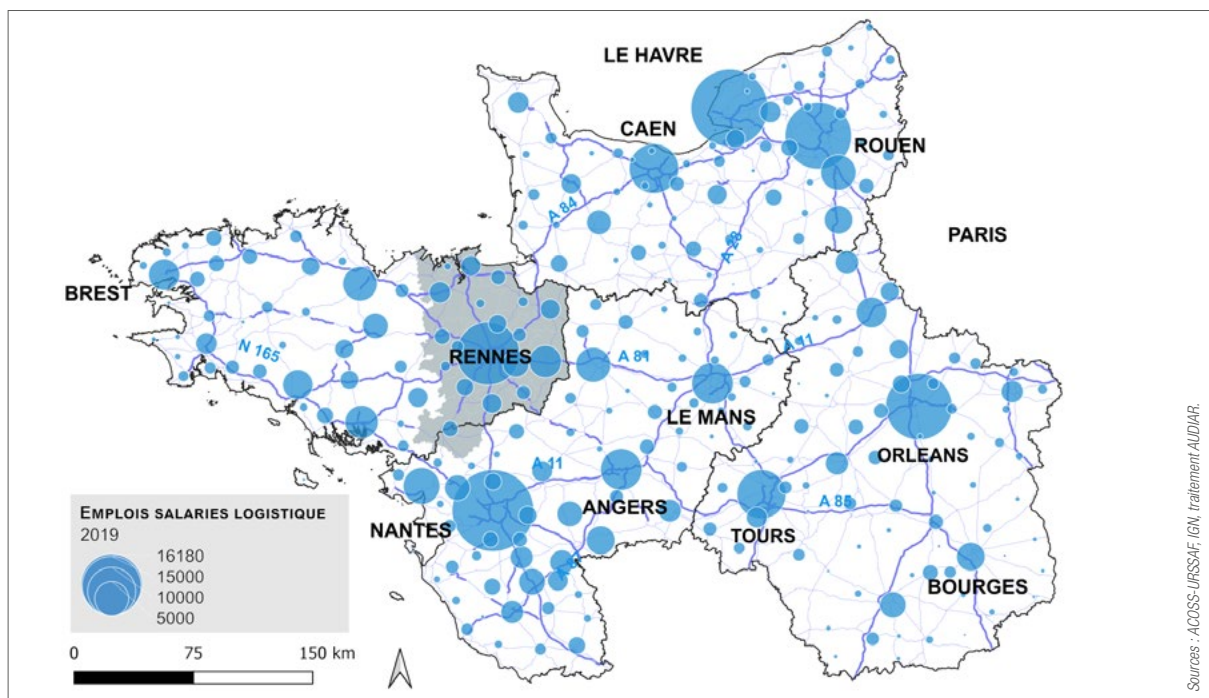 LE HAVRE
CAEN
ROUEN
A 84
A 28
PARIS
BREST
N 165
RENNES
A 81
A 11
LE MANS
ORLEANS
A 11
ANGERS
A 85
NANTES
TOURS
BOURGES
EMPLOIS SALARIES LOGISTIQUE
2019
16180
15000
10000
5000
0 75 150 km
Sources : ACOSS-URSSAF, IGN, traitement AUDIAR.